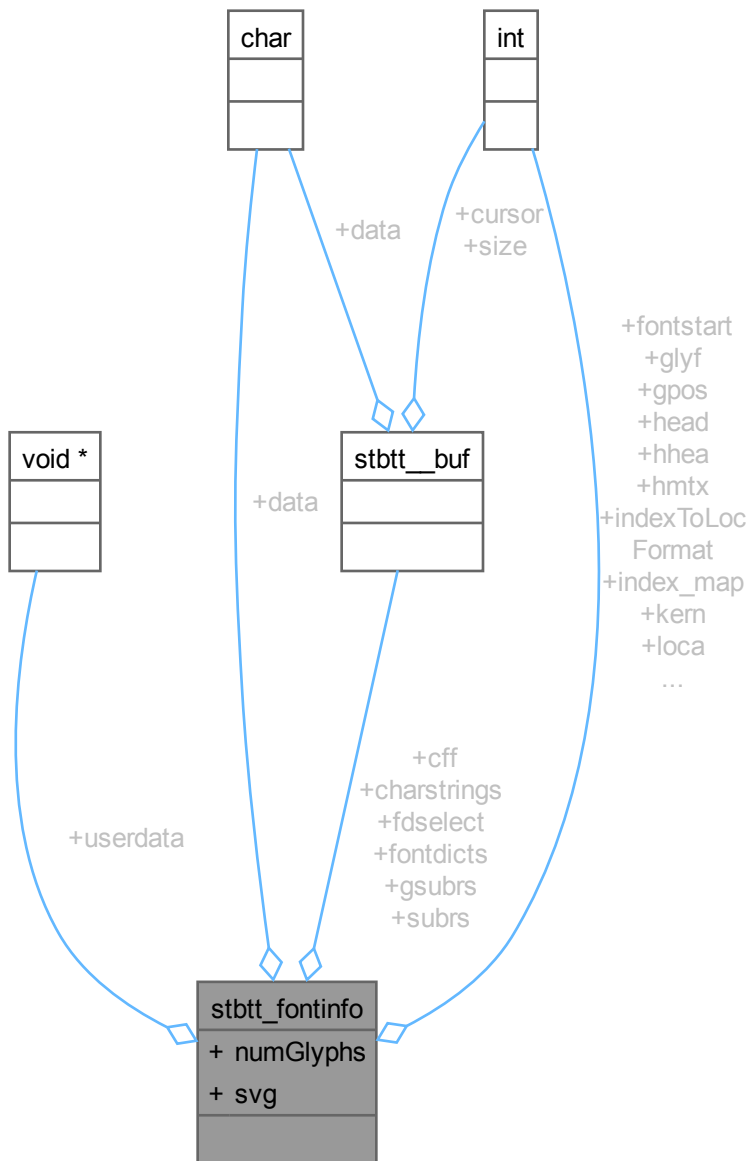 char
int
+data
+cursor
+size
+fontstart
+glyf
+gpos
+head
+hhea
+hmtx
+indexToLoc
Format
+index_map
+kern
+loca
...
void *
stbtt__buf
+data
+cff
+charstrings
+fdselect
+fontdicts
+gsubrs
+subrs
+userdata
stbtt_fontinfo
+ numGlyphs
+ svg